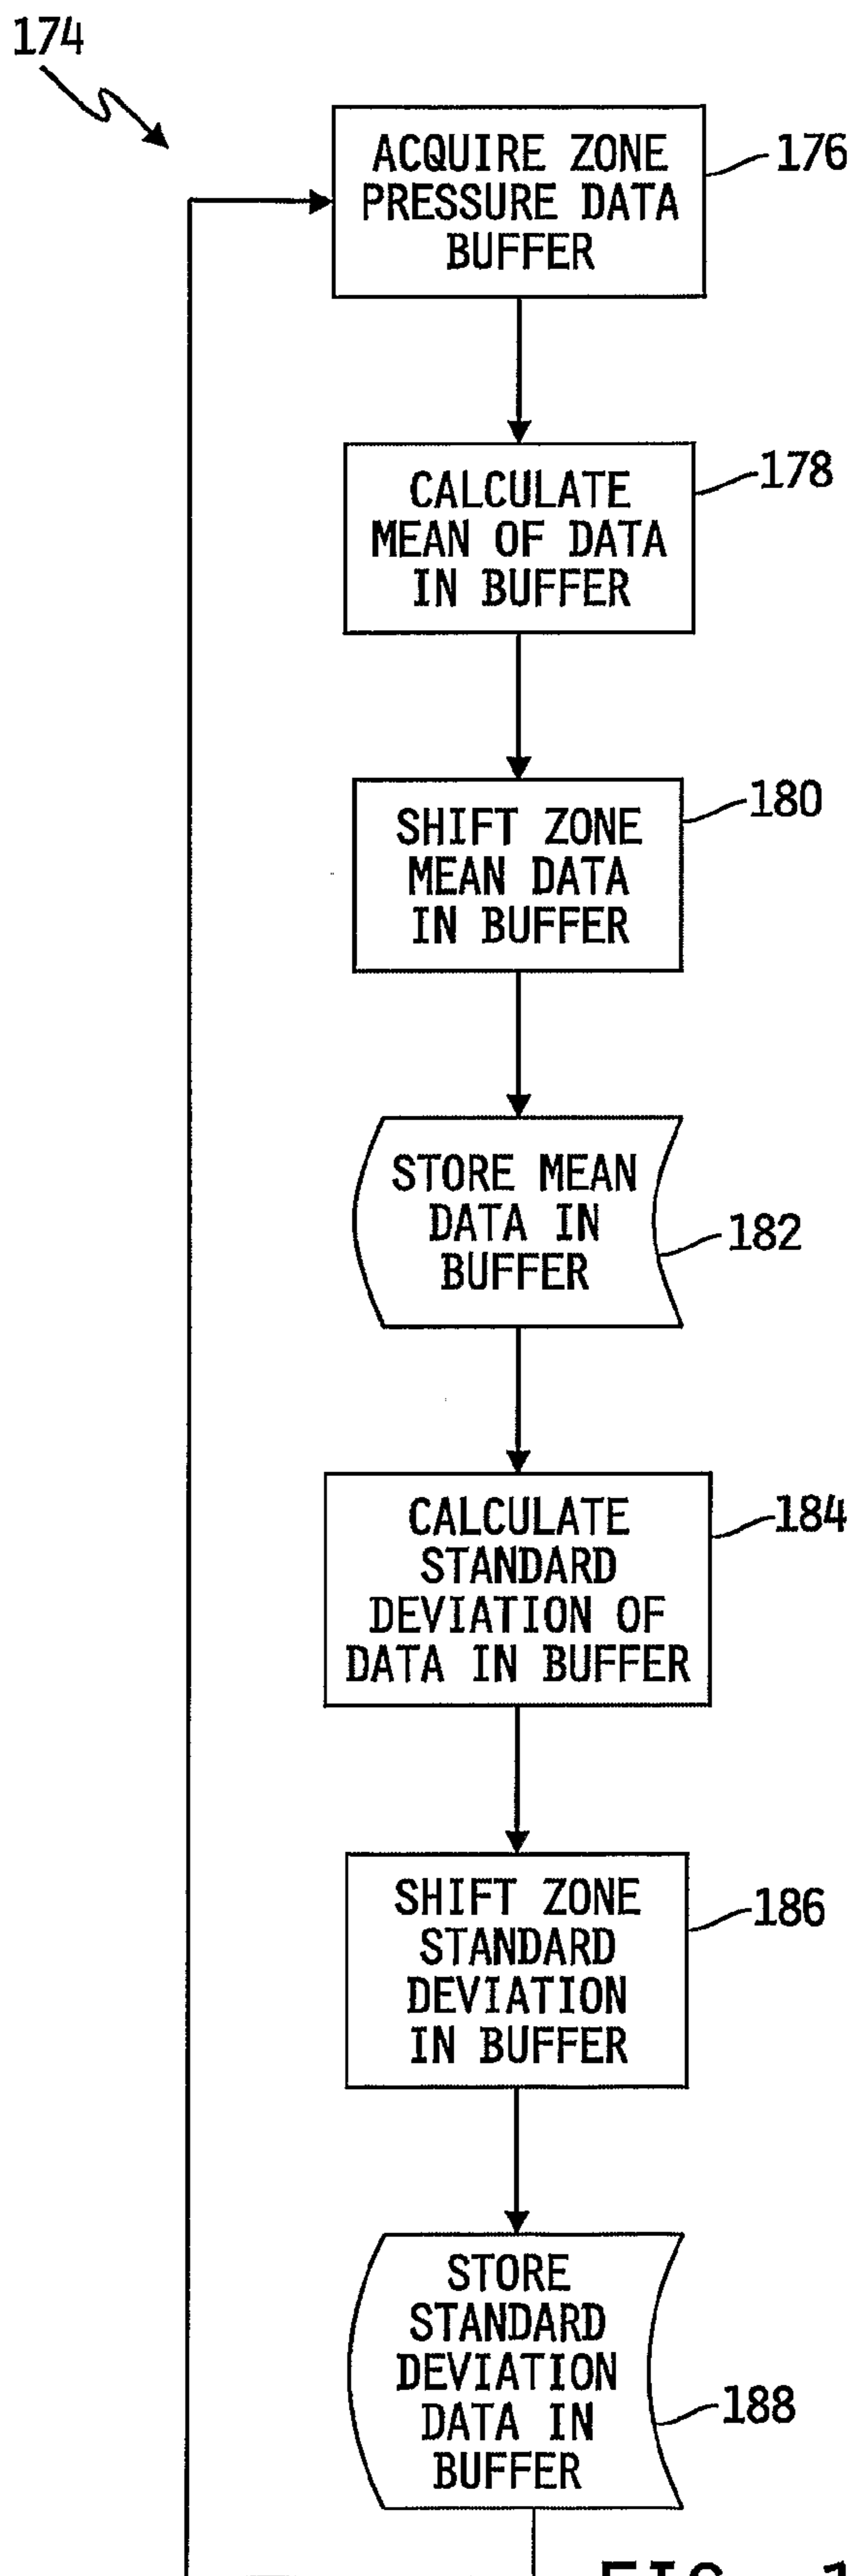 174
ACQUIRE ZONE
PRESSURE DATA
BUFFER
176
CALCULATE
MEAN OF DATA
IN BUFFER
178
SHIFT ZONE
MEAN DATA
IN BUFFER
180
STORE MEAN
DATA IN
BUFFER
182
CALCULATE
STANDARD
DEVIATION OF
DATA IN BUFFER
184
SHIFT ZONE
STANDARD
DEVIATION
IN BUFFER
186
STORE
STANDARD
DEVIATION
DATA IN
BUFFER
188